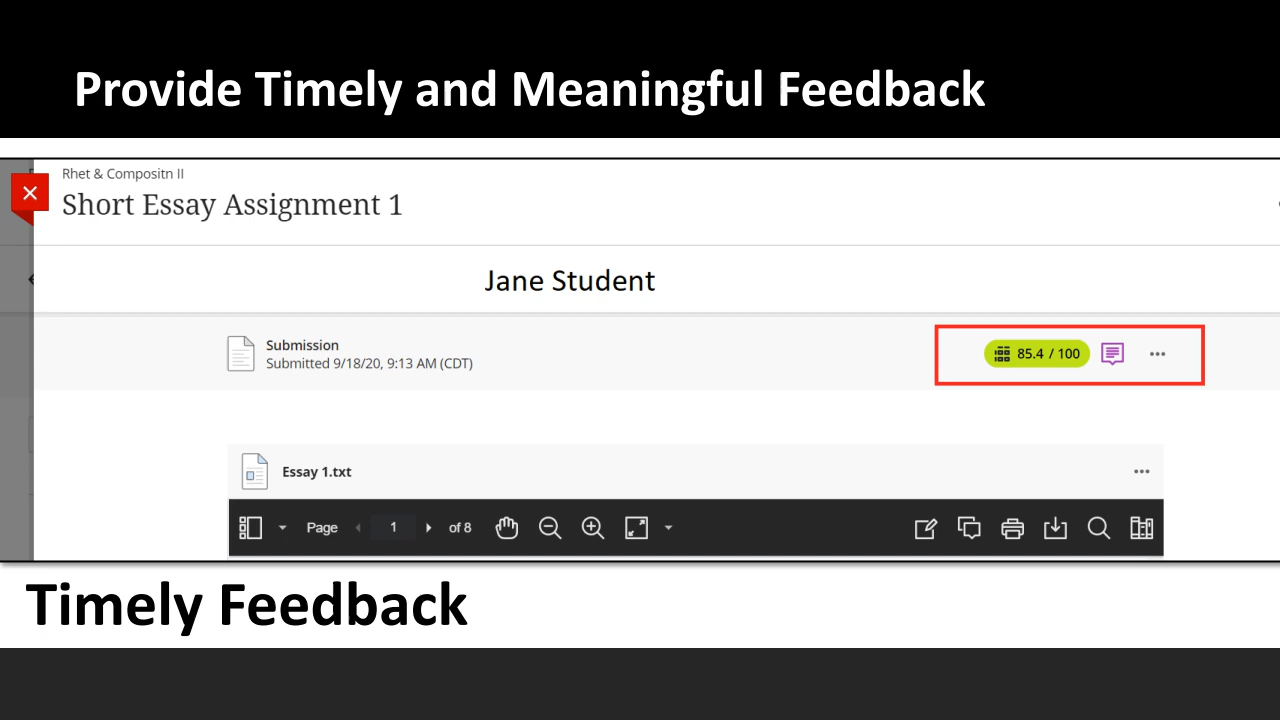 Provide Timely and Meaningful Feedback
Rhet & Compositn II
Short Essay Assignment 1
Jane Student
Submission
Submitted 9/18/20, 9:13 AM (CDT)
85.4 / 100
Essay 1.txt
Page 1 of 8
Timely Feedback